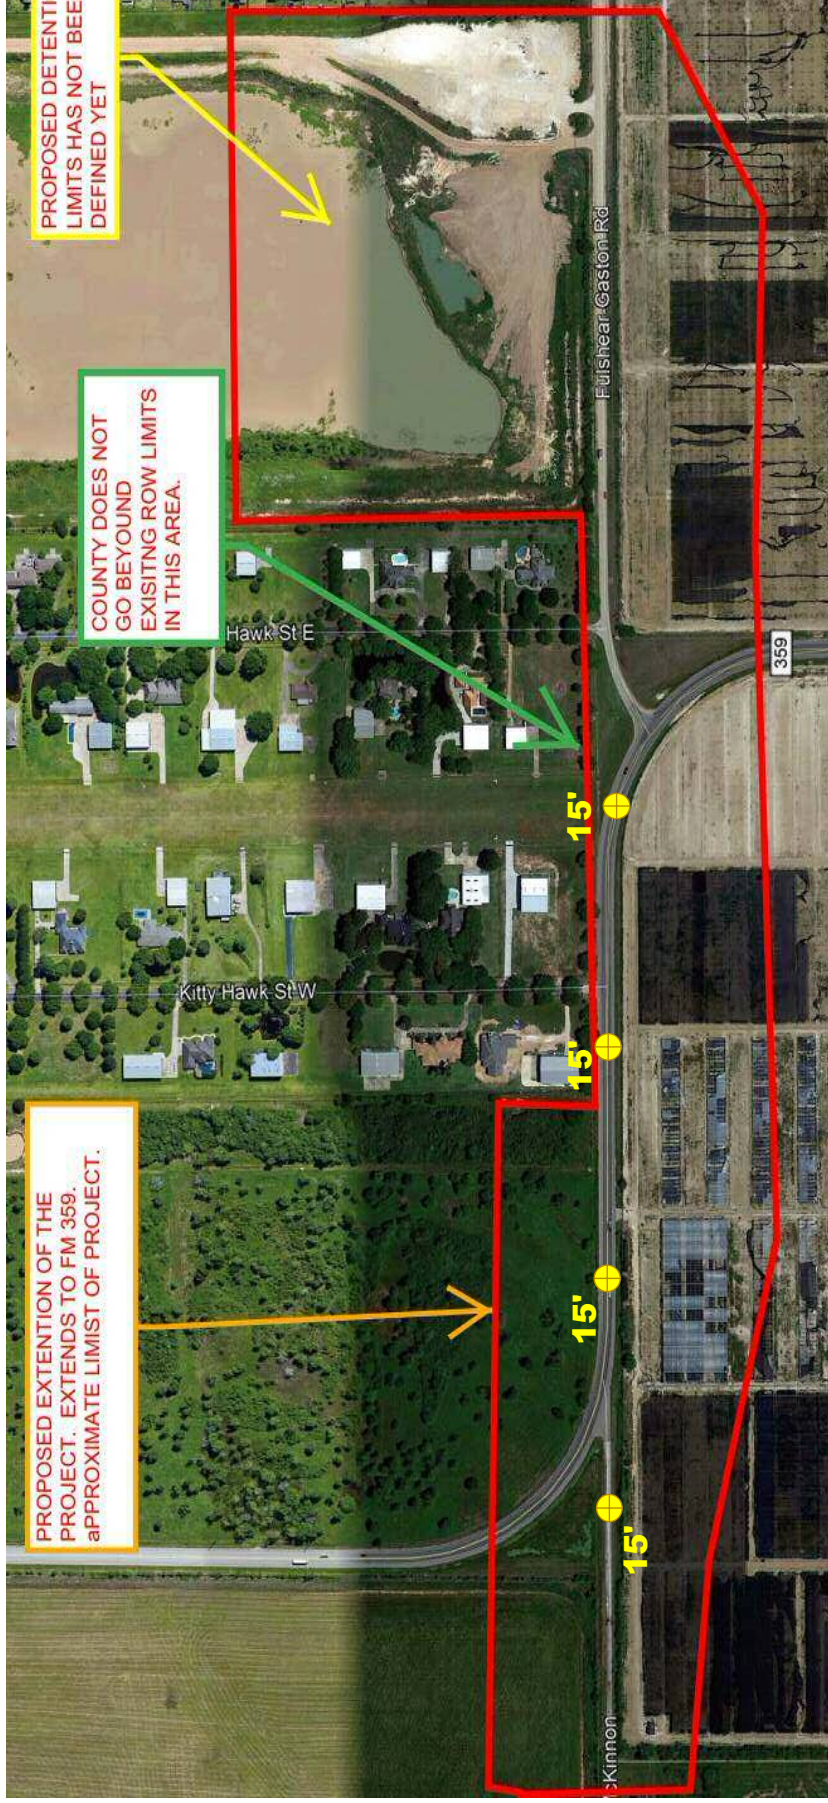 PROPOSED EXTENTION OF THE
PROJECT. EXTENDS TO FM 359.
aPPROXIMATE LIMIST OF PROJECT.
COUNTY DOES NOT
GO BEYOUND
EXISITNG ROW LIMITS
IN THIS AREA.
PROPOSED DETENTI
LIMITS HAS NOT BEE
DEFINED YET
Kitty Hawk St W
Hawk St E
15'
15'
15'
15'
cKinnon
Fulshear-Gaston Rd
359